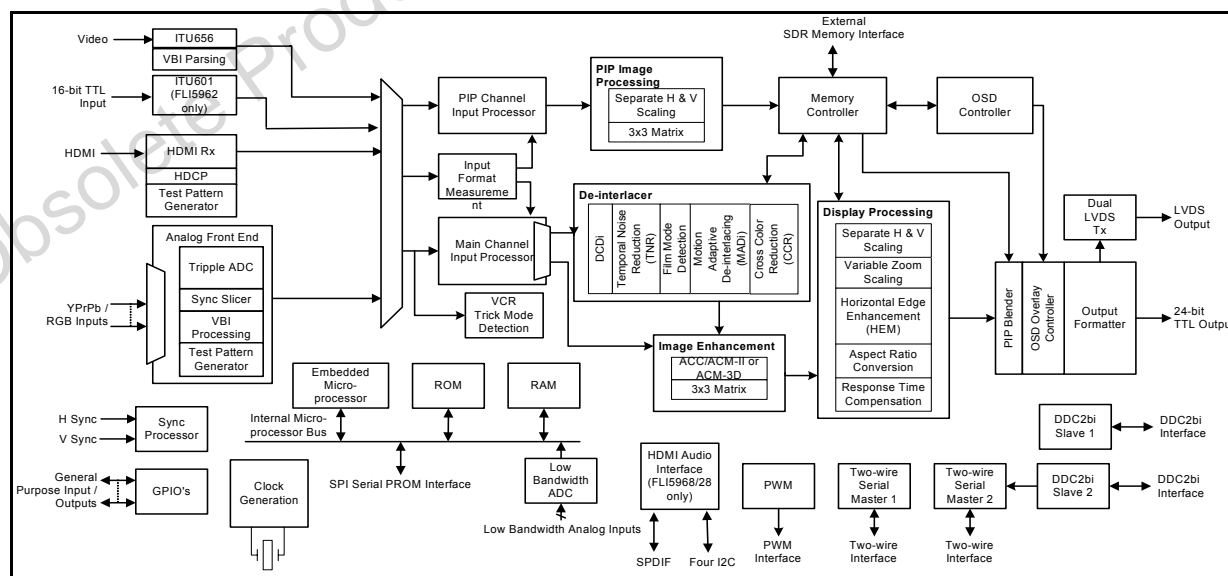 Obsolete Produ
Video
ITU656
VBI Parsing
16-bit TTL
Input
ITU601
(FLI5962
only)
HDMI
HDMI Rx
HDCP
Test Pattern
Generator
Analog Front End
Tripple ADC
Sync Slicer
VBI
Processing
Test Pattern
Generator
YPrPb /
RGB Inputs
H Sync
V Sync
Sync
Processor
General
Purpose Input /
Outputs
GPIO's
Clock
Generation
PIP Channel
Input Processor
Input
Format
Measureme
nt
Main Channel
Input Processor
VCR
Trick Mode
Detection
PIP Image
Processing
Separate H & V
Scaling
3x3 Matrix
External
SDR Memory Interface
Memory
Controller
OSD
Controller
De-interlacer
DCDi
Temporal Noise
Reduction
(TNR)
Film Mode
Detection
Motion
Adaptive
De-interlacing
(MADi)
Cross Color
Reduction
(CCR)
Image Enhancement
ACC/ACM-II or
ACM-3D
3x3 Matrix
Display Processing
Separate H & V
Scaling
Variable Zoom
Scaling
Horizontal Edge
Enhancement
(HEM)
Aspect Ratio
Conversion
Response Time
Compensation
PIP Blender
OSD Overlay
Controller
Output
Formatter
Dual
LVDS
Tx
LVDS
Output
24-bit
TTL Output
Embedded
Micro-
processor
ROM
RAM
Internal Micro-
processor Bus
SPI Serial PROM Interface
Low
Bandwidth
ADC
Low Bandwidth Analog Inputs
HDMI Audio
Interface
(FLI5968/28
only)
SPDIF
Four I2C
PWM
PWM
Interface
Two-wire
Serial
Master 1
Two-wire
Interface
Two-wire
Serial
Master 2
Two-wire
Interface
DDC2bi
Slave 1
DDC2bi
Interface
DDC2bi
Slave 2
DDC2bi
Interface